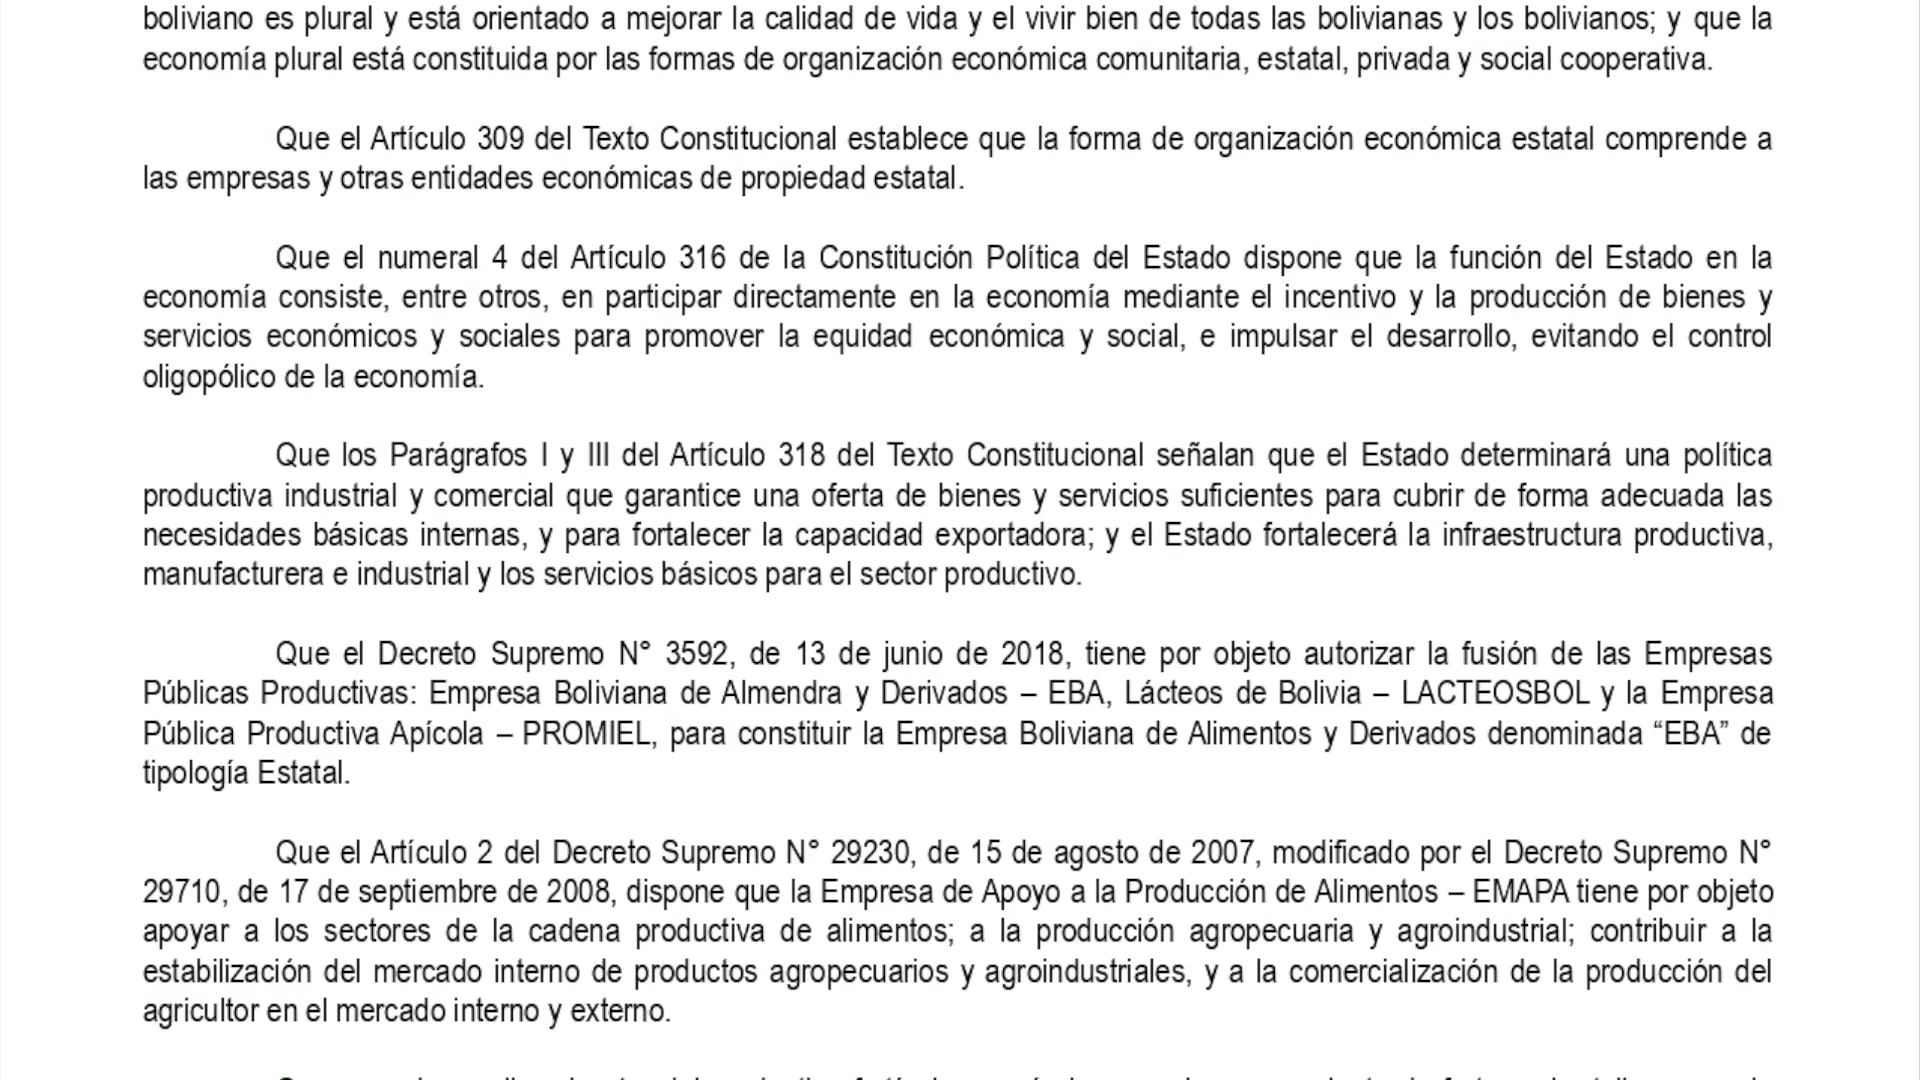 boliviano es plural y está orientado a mejorar la calidad de vida y el vivir bien de todas las bolivianas y los bolivianos; y que la
economía plural está constituida por las formas de organización económica comunitaria, estatal, privada y social cooperativa.
Que el Artículo 309 del Texto Constitucional establece que la forma de organización económica estatal comprende a
las empresas y otras entidades económicas de propiedad estatal.
Que el numeral 4 del Artículo 316 de la Constitución Política del Estado dispone que la función del Estado en la
economía consiste, entre otros, en participar directamente en la economía mediante el incentivo y la producción de bienes y
servicios económicos y sociales para promover la equidad económica y social, e impulsar el desarrollo, evitando el control
oligopólico de la economía.
Que los Parágrafos I y III del Artículo 318 del Texto Constitucional señalan que el Estado determinará una política
productiva industrial y comercial que garantice una oferta de bienes y servicios suficientes para cubrir de forma adecuada las
necesidades básicas internas, y para fortalecer la capacidad exportadora; y el Estado fortalecerá la infraestructura productiva,
manufacturera e industrial y los servicios básicos para el sector productivo.
Que el Decreto Supremo N° 3592, de 13 de junio de 2018, tiene por objeto autorizar la fusión de las Empresas
Públicas Productivas: Empresa Boliviana de Almendra y Derivados – EBA, Lácteos de Bolivia – LACTEOSBOL y la Empresa
Pública Productiva Apícola – PROMIEL, para constituir la Empresa Boliviana de Alimentos y Derivados denominada “EBA” de
tipología Estatal.
Que el Artículo 2 del Decreto Supremo N° 29230, de 15 de agosto de 2007, modificado por el Decreto Supremo N°
29710, de 17 de septiembre de 2008, dispone que la Empresa de Apoyo a la Producción de Alimentos – EMAPA tiene por objeto
apoyar a los sectores de la cadena productiva de alimentos; a la producción agropecuaria y agroindustrial; contribuir a la
estabilización del mercado interno de productos agropecuarios y agroindustriales, y a la comercialización de la producción del
agricultor en el mercado interno y externo.